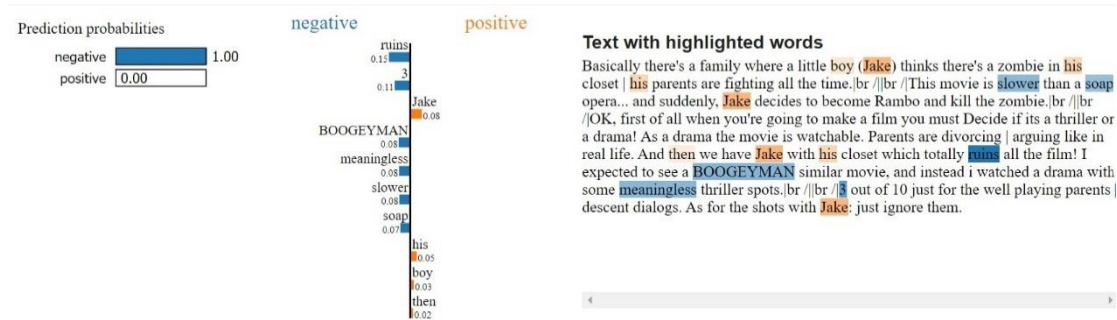 Prediction probabilities
negative 1.00
positive 0.00
negative positive
ruins
0.15
3
0.11
Jake
0.08
BOOGEYMAN
0.08
meaningless
0.08
slower
0.08
soap
0.07
his
0.05
boy
0.03
then
0.02
Text with highlighted words
Basically there's a family where a little boy (Jake) thinks there's a zombie in his
closet | his parents are fighting all the time.|br /||br /|This movie is slower than a soap
opera... and suddenly, Jake decides to become Rambo and kill the zombie.|br /||br
/|OK, first of all when you're going to make a film you must Decide if its a thriller or
a drama! As a drama the movie is watchable. Parents are divorcing | arguing like in
real life. And then we have Jake with his closet which totally ruins all the film! I
expected to see a BOOGEYMAN similar movie, and instead i watched a drama with
some meaningless thriller spots.|br /||br /|3 out of 10 just for the well playing parents |
descent dialogs. As for the shots with Jake: just ignore them.